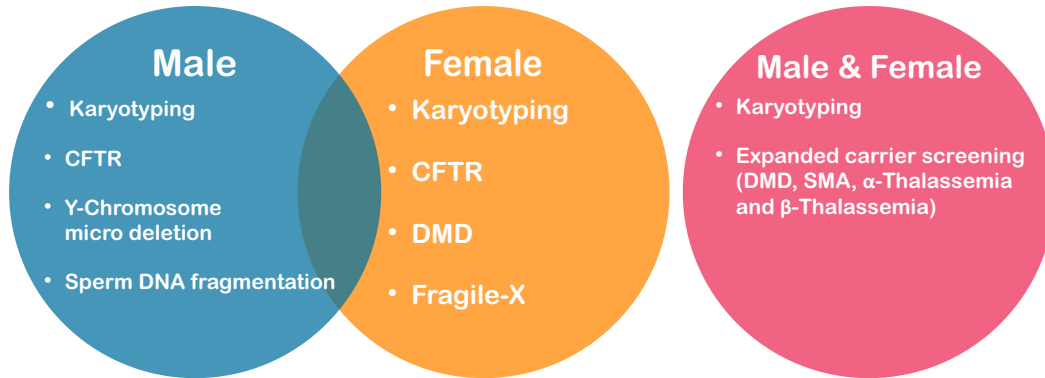 Male
• Karyotyping
• CFTR
• Y-Chromosome
micro deletion
• Sperm DNA fragmentation
Female
• Karyotyping
• CFTR
• DMD
• Fragile-X
Male & Female
• Karyotyping
• Expanded carrier screening
(DMD, SMA, α-Thalassemia
and β-Thalassemia)